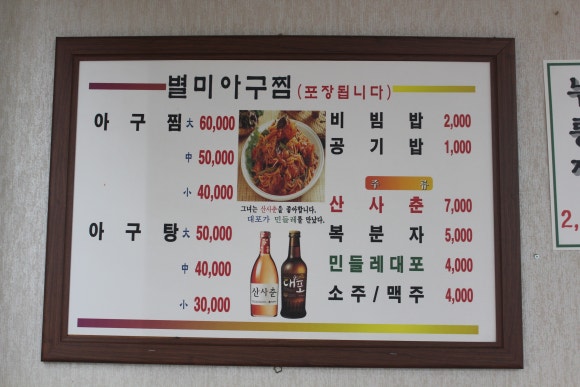 별미아구찜 (포장됩니다)
아구찜 大 60,000
中 50,000
小 40,000
아구탕 大 50,000
中 40,000
小 30,000
그녀는 산사춘을 좋아합니다.
대포가 민들레를 만났다.
산사춘
대포
비빔밥 2,000
공기밥 1,000
주류
산사춘 7,000
복분자 5,000
민들레대포 4,000
소주/맥주 4,000
누
룽
지
2,